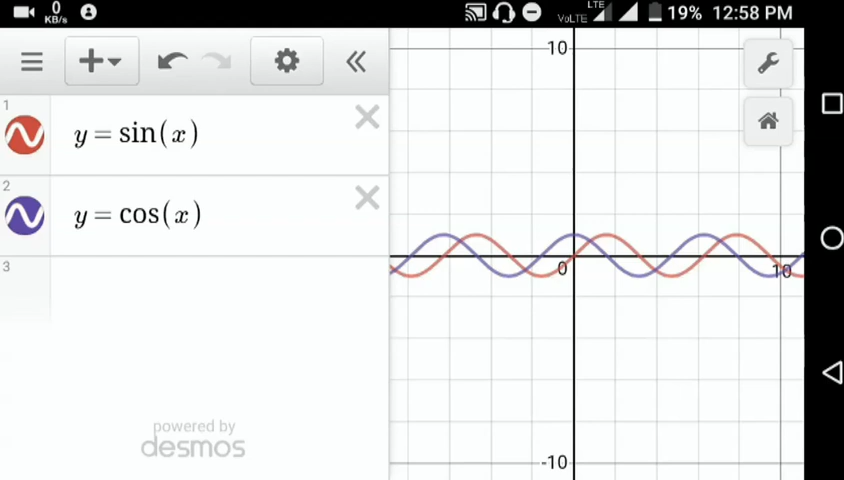 0
KB/s
VoLTE
LTE
19%
12:58 PM
1
y = sin(x)
2
y = cos(x)
3
powered by
desmos
10
0
10
-10